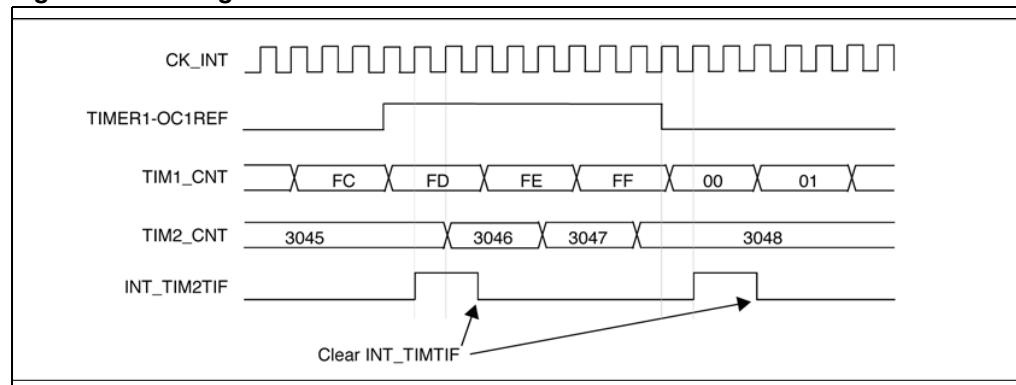 CK_INT
TIMER1-OC1REF
TIM1_CNT FC FD FE FF 00 01
TIM2_CNT 3045 3046 3047 3048
INT_TIM2TIF
Clear INT_TIMTIF